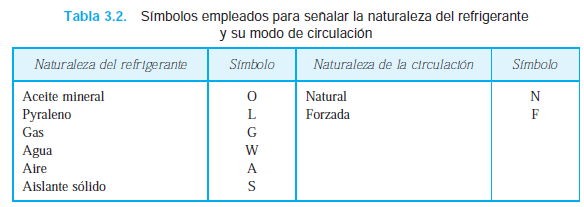 Tabla 3.2. Símbolos empleados para señalar la naturaleza del refrigerante
y su modo de circulación
Naturaleza del refrigerante Símbolo Naturaleza de la circulación Símbolo
Aceite mineral O Natural N
Pyraleno L Forzada F
Gas G
Agua W
Aire A
Aislante sólido S